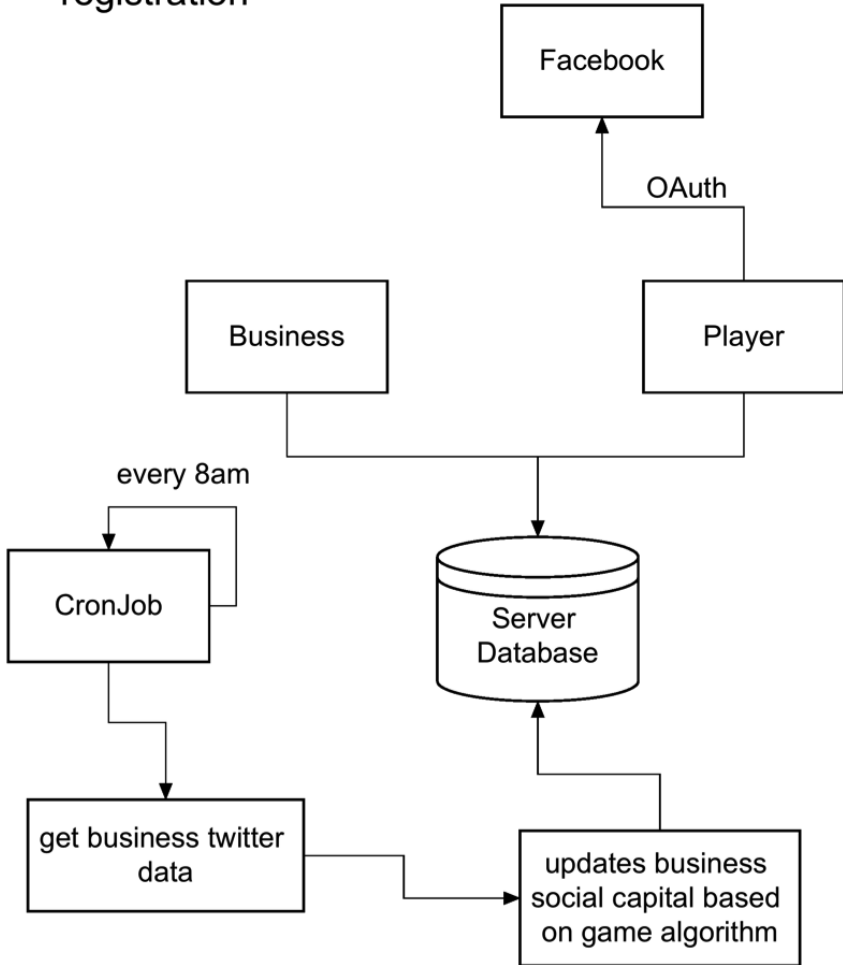 registration
Facebook
OAuth
Business
Player
every 8am
CronJob
Server
Database
get business twitter
data
updates business
social capital based
on game algorithm